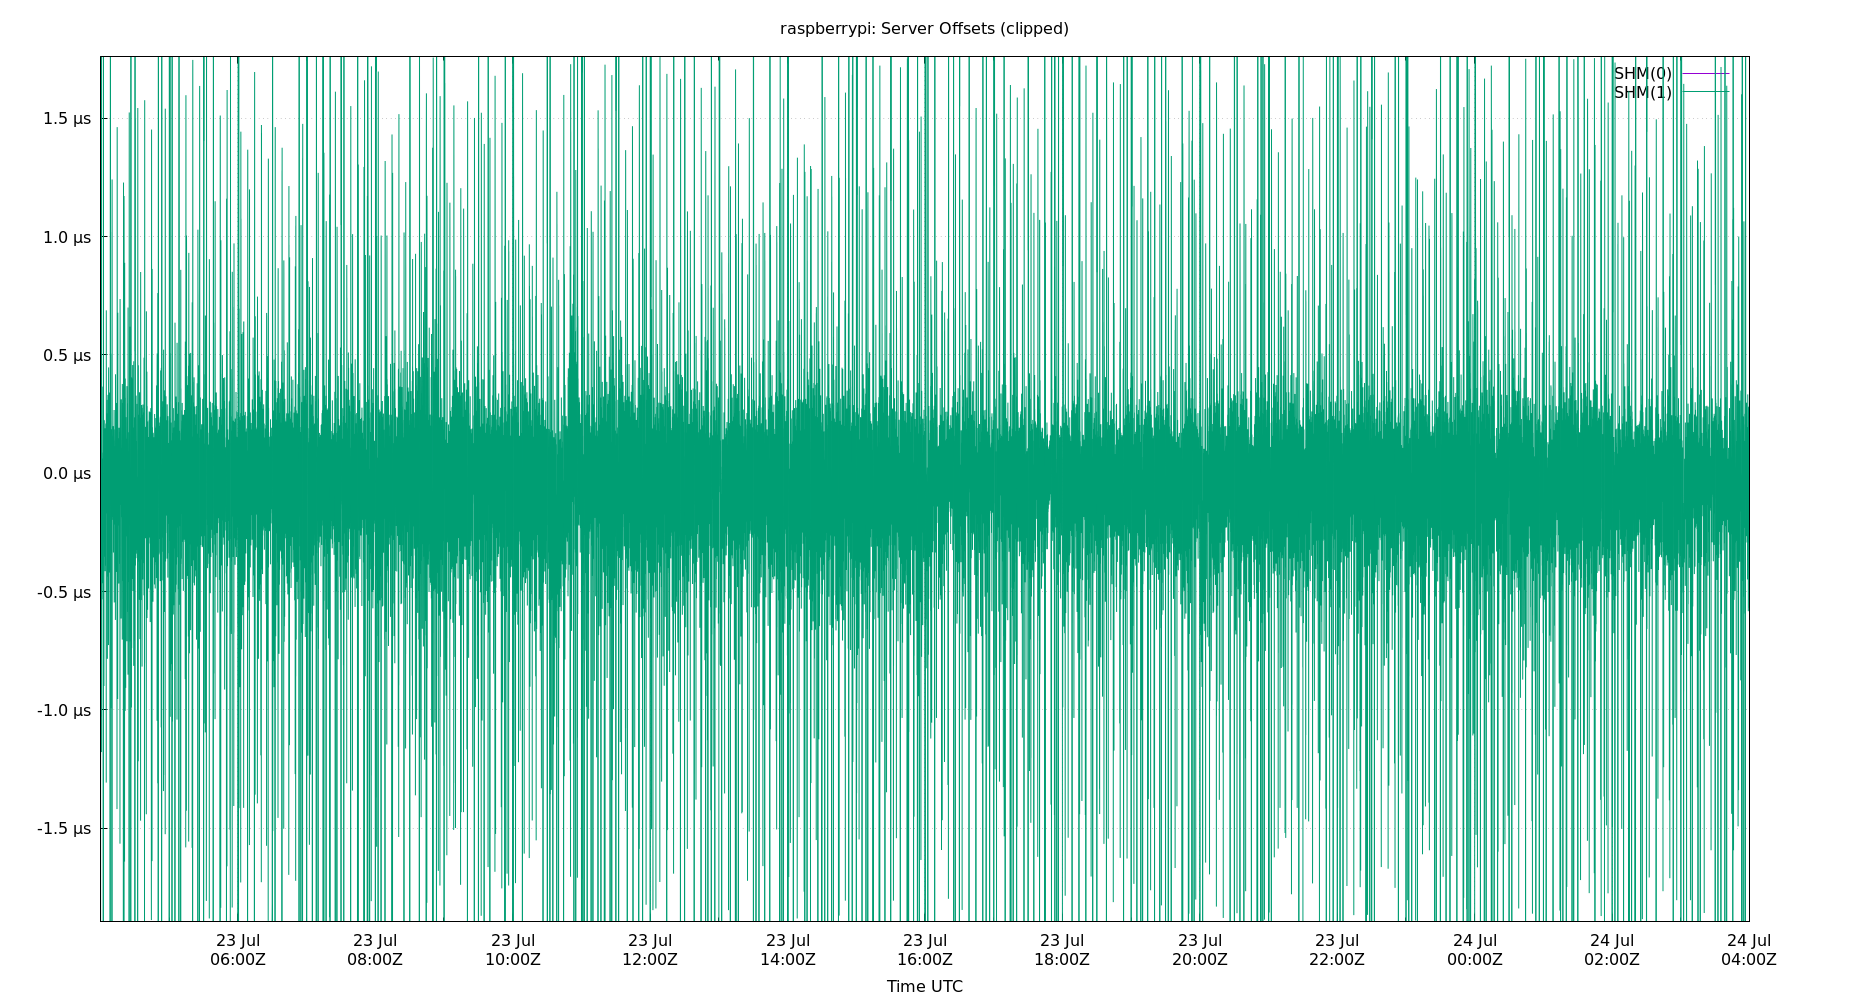 raspberrypi: Server Offsets (clipped)
SHM(0)
SHM(1)
1.5 µs
1.0 µs
0.5 µs
0.0 µs
-0.5 µs
-1.0 µs
-1.5 µs
23 Jul 23 Jul 23 Jul 23 Jul 23 Jul 23 Jul 23 Jul 23 Jul 23 Jul 24 Jul 24 Jul 24 Jul
06:00Z 08:00Z 10:00Z 12:00Z 14:00Z 16:00Z 18:00Z 20:00Z 22:00Z 00:00Z 02:00Z 04:00Z
Time UTC